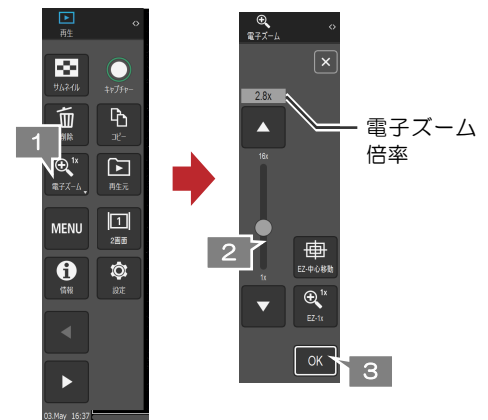 再生
サムネイル
キャプチャー
削除
コピー
1
1x
電子ズーム
再生元
MENU
1
2画面
情報
設定
03.May 16:37
電子ズーム
2.8x
電子ズーム
倍率
16x
2
1x
EZ-中心移動
1x
EZ-1x
OK
3